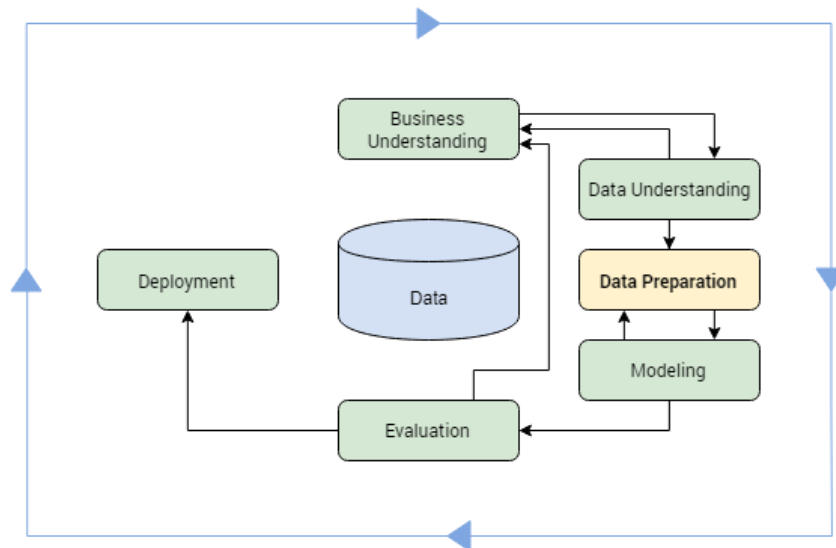 Business
Understanding
Data Understanding
Deployment
Data
Data Preparation
Modeling
Evaluation